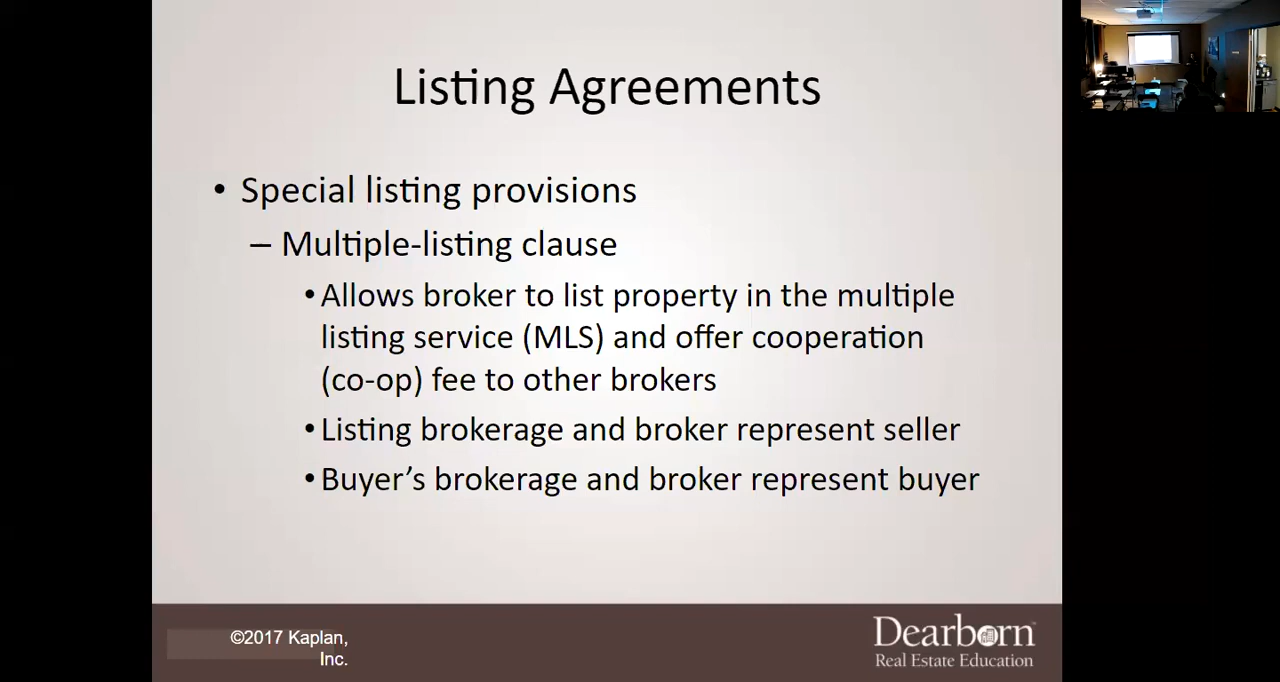 Listing Agreements
• Special listing provisions
– Multiple-listing clause
• Allows broker to list property in the multiple
listing service (MLS) and offer cooperation
(co-op) fee to other brokers
• Listing brokerage and broker represent seller
• Buyer’s brokerage and broker represent buyer
©2017 Kaplan,
Inc.
Dearborn™
Real Estate Education